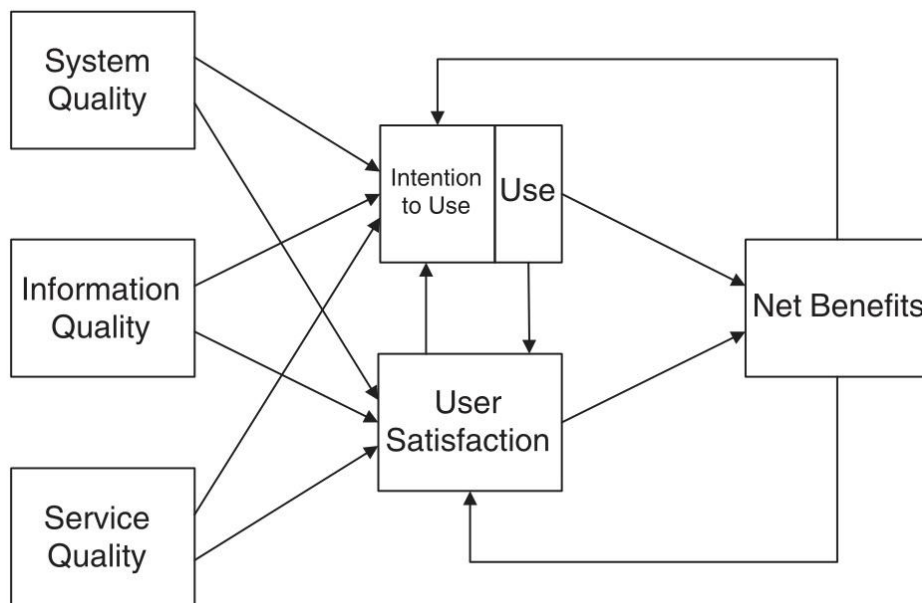 System
Quality
Intention
to Use
Use
Information
Quality
Net Benefits
User
Satisfaction
Service
Quality